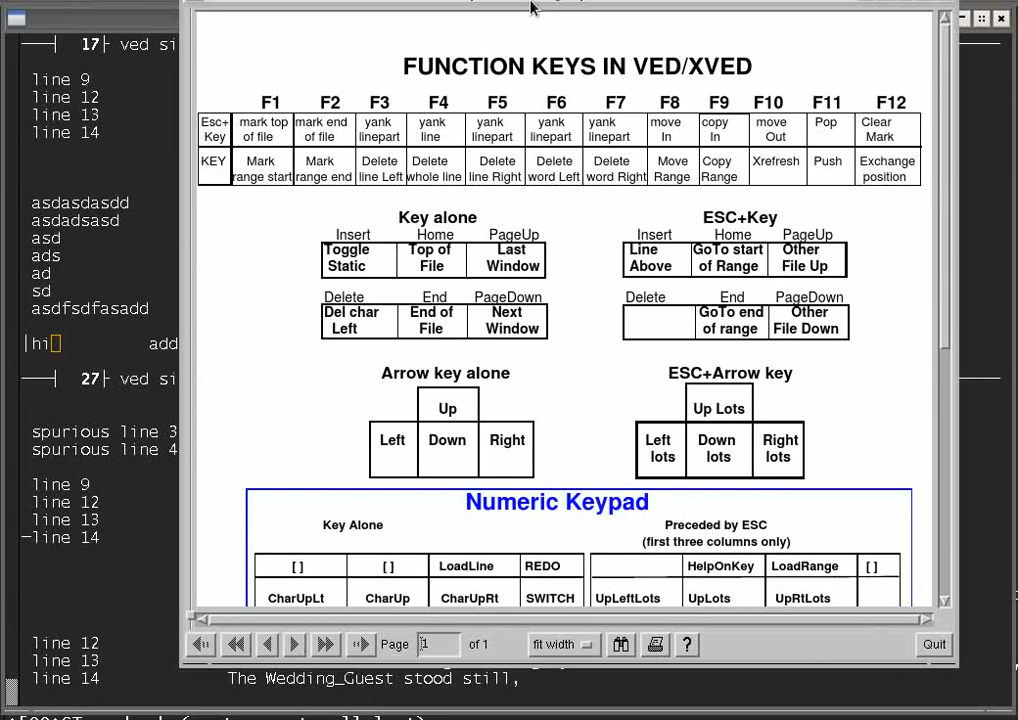 17
ved si
line 9
line 12
line 13
line 14
asdasdasdd
asdadsasd
asd
ads
ad
sd
asdfsdfasadd
hi add
27
ved si
spurious line 3
spurious line 4
line 9
line 12
line 13
line 14
line 12
line 13
line 14 The Wedding_Guest stood still,
FUNCTION KEYS IN VED/XVED
F1 F2 F3 F4 F5 F6 F7 F8 F9 F10 F11 F12
Esc+ mark top mark end yank yank yank yank yank move copy move Pop Clear
Key of file of file linepart line linepart linepart linepart In In Out Mark
KEY Mark Mark Delete Delete Delete Delete Delete Move Copy Xrefresh Push Exchange
range start range end line Left whole line line Right word Left word Right Range Range position
Key alone ESC+Key
Insert Home PageUp Insert Home PageUp
Toggle Top of Last Line GoTo start Other
Static File Window Above of Range File Up
Delete End PageDown Delete End PageDown
Del char End of Next GoTo end Other
Left File Window of range File Down
Arrow key alone ESC+Arrow key
Up Up Lots
Left Down Right Left Down Right
lots lots lots
Numeric Keypad
Key Alone Preceded by ESC
(first three columns only)
[ ] [ ] LoadLine REDO HelpOnKey LoadRange [ ]
CharUpLt CharUp CharUpRt SWITCH UpLeftLots UpLots UpRtLots
Page 1 of 1 fit width ? Quit